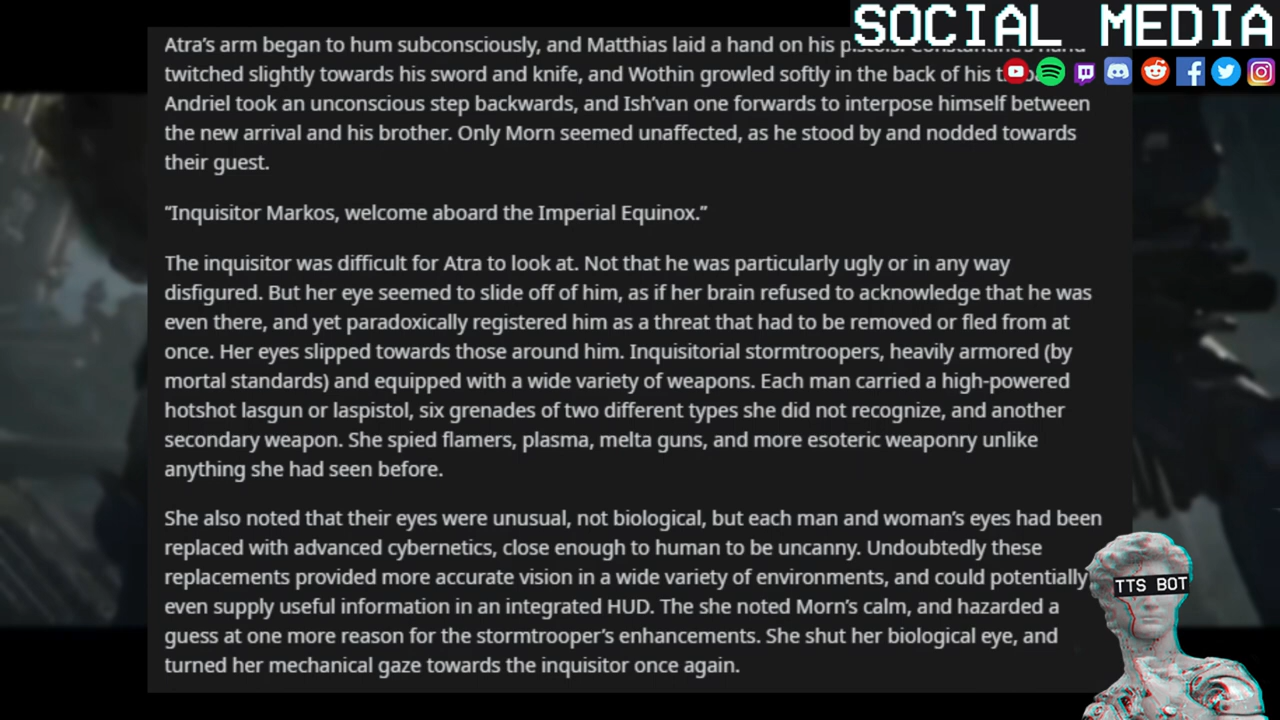 SOCIAL MEDIA
Atra’s arm began to hum subconsciously, and Matthias laid a hand on his
twitched slightly towards his sword and knife, and Wothin growled softly in the back of his
Andriel took an unconscious step backwards, and Ish’van one forwards to interpose himself between
the new arrival and his brother. Only Morn seemed unaffected, as he stood by and nodded towards
their guest.
“Inquisitor Markos, welcome aboard the Imperial Equinox.”
The inquisitor was difficult for Atra to look at. Not that he was particularly ugly or in any way
disfigured. But her eye seemed to slide off of him, as if her brain refused to acknowledge that he was
even there, and yet paradoxically registered him as a threat that had to be removed or fled from at
once. Her eyes slipped towards those around him. Inquisitorial stormtroopers, heavily armored (by
mortal standards) and equipped with a wide variety of weapons. Each man carried a high-powered
hotshot lasgun or laspistol, six grenades of two different types she did not recognize, and another
secondary weapon. She spied flamers, plasma, melta guns, and more esoteric weaponry unlike
anything she had seen before.
She also noted that their eyes were unusual, not biological, but each man and woman’s eyes had been
replaced with advanced cybernetics, close enough to human to be uncanny. Undoubtedly these
replacements provided more accurate vision in a wide variety of environments, and could potentially
even supply useful information in an integrated HUD. The she noted Morn’s calm, and hazarded a
guess at one more reason for the stormtrooper’s enhancements. She shut her biological eye, and
turned her mechanical gaze towards the inquisitor once again.
TTS BOT